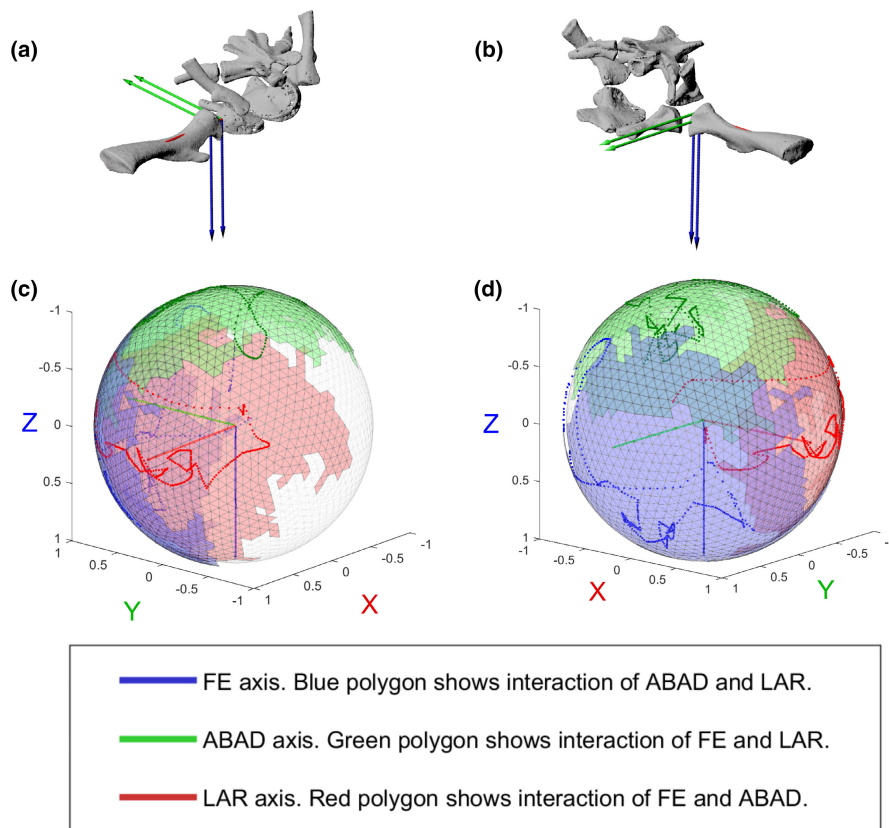 (a)
(b)
(c)
(d)
-1
-0.5
Z
0
0.5
1
1
0.5
0
-0.5
-1
Y
1
0.5
0
-0.5
-1
X
-1
-0.5
Z
0
0.5
1
-1
-0.5
0
0.5
1
X
1
0.5
0
-0.5
-
Y
FE axis. Blue polygon shows interaction of ABAD and LAR.
ABAD axis. Green polygon shows interaction of FE and LAR.
LAR axis. Red polygon shows interaction of FE and ABAD.